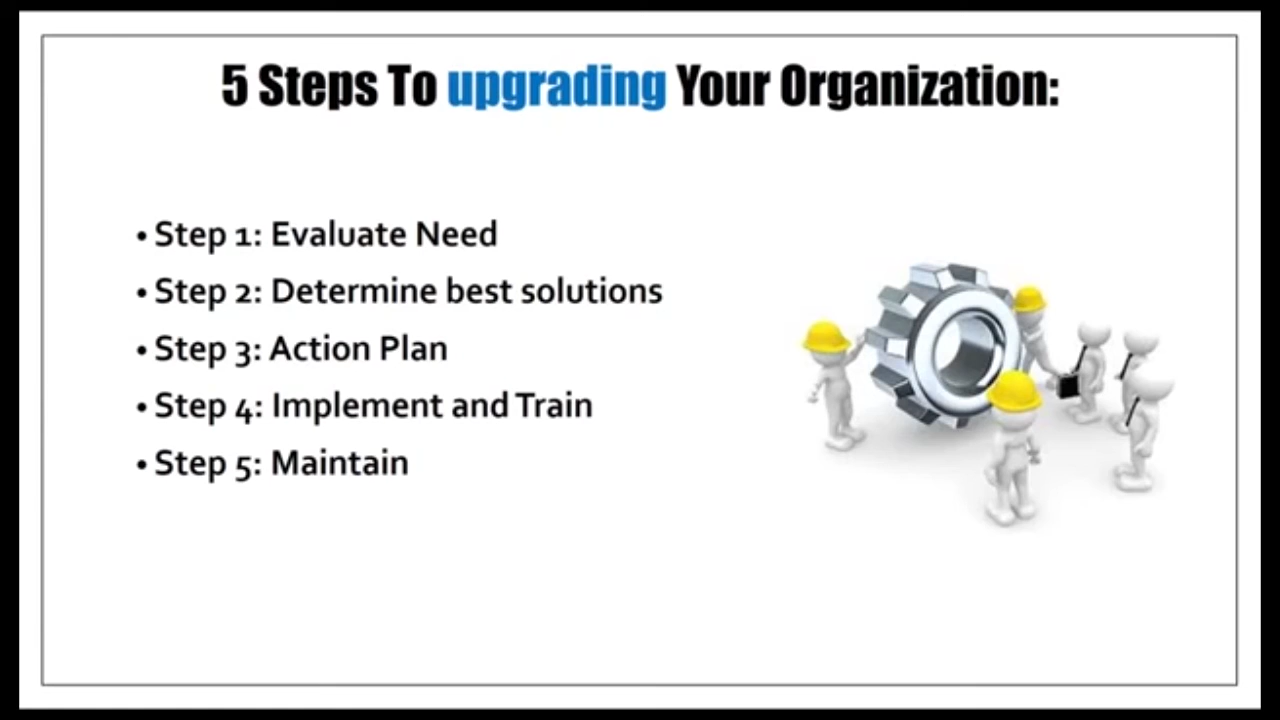 5 Steps To upgrading Your Organization:
• Step 1: Evaluate Need
• Step 2: Determine best solutions
• Step 3: Action Plan
• Step 4: Implement and Train
• Step 5: Maintain